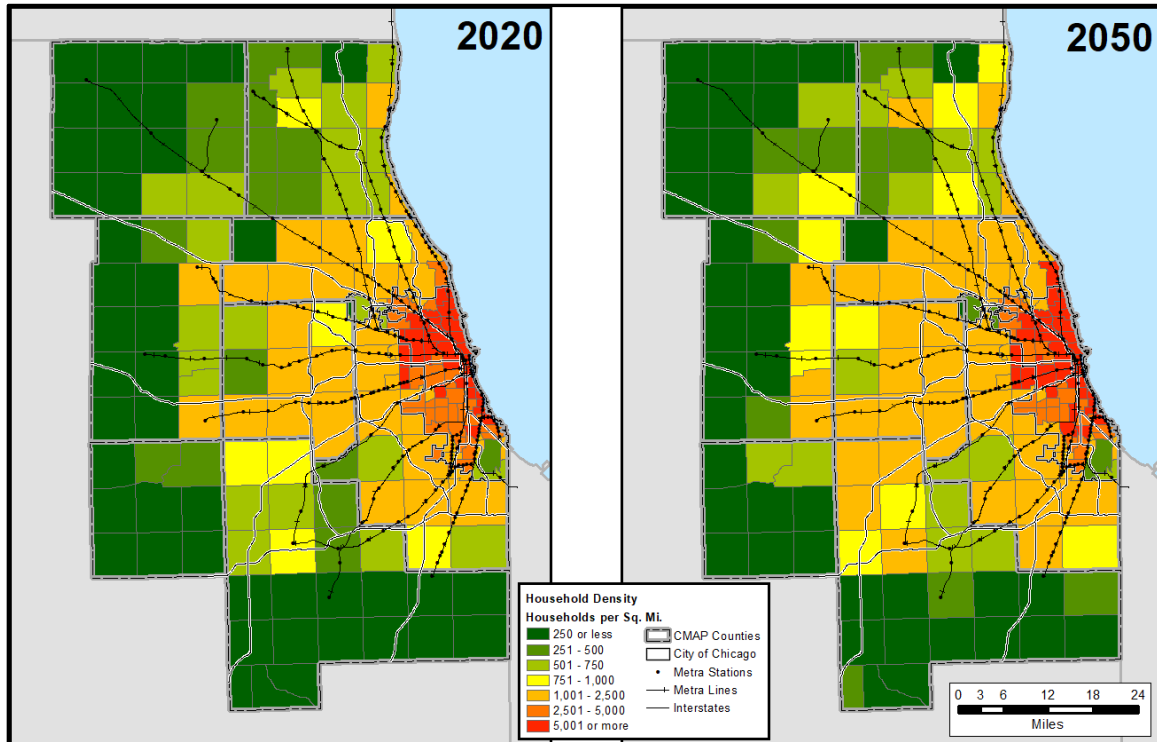 2020
2050
Household Density
Households per Sq. Mi.
250 or less
251 - 500
501 - 750
751 - 1,000
1,001 - 2,500
2,501 - 5,000
5,001 or more
CMAP Counties
City of Chicago
Metra Stations
Metra Lines
Interstates
0 3 6 12 18 24
Miles